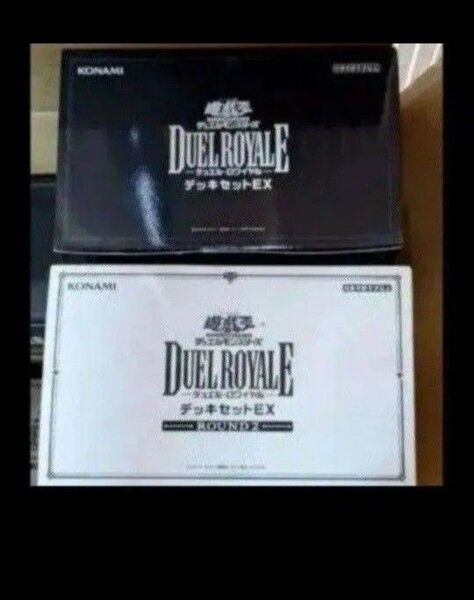 KONAMI
遊戯王
デュエルモンスターズ
DUEL ROYALE
デュエル・ロワイヤル
デッキセットEX
KONAMI
遊戯王
デュエルモンスターズ
DUEL ROYALE
デュエル・ロワイヤル
デッキセットEX
ROUND 2